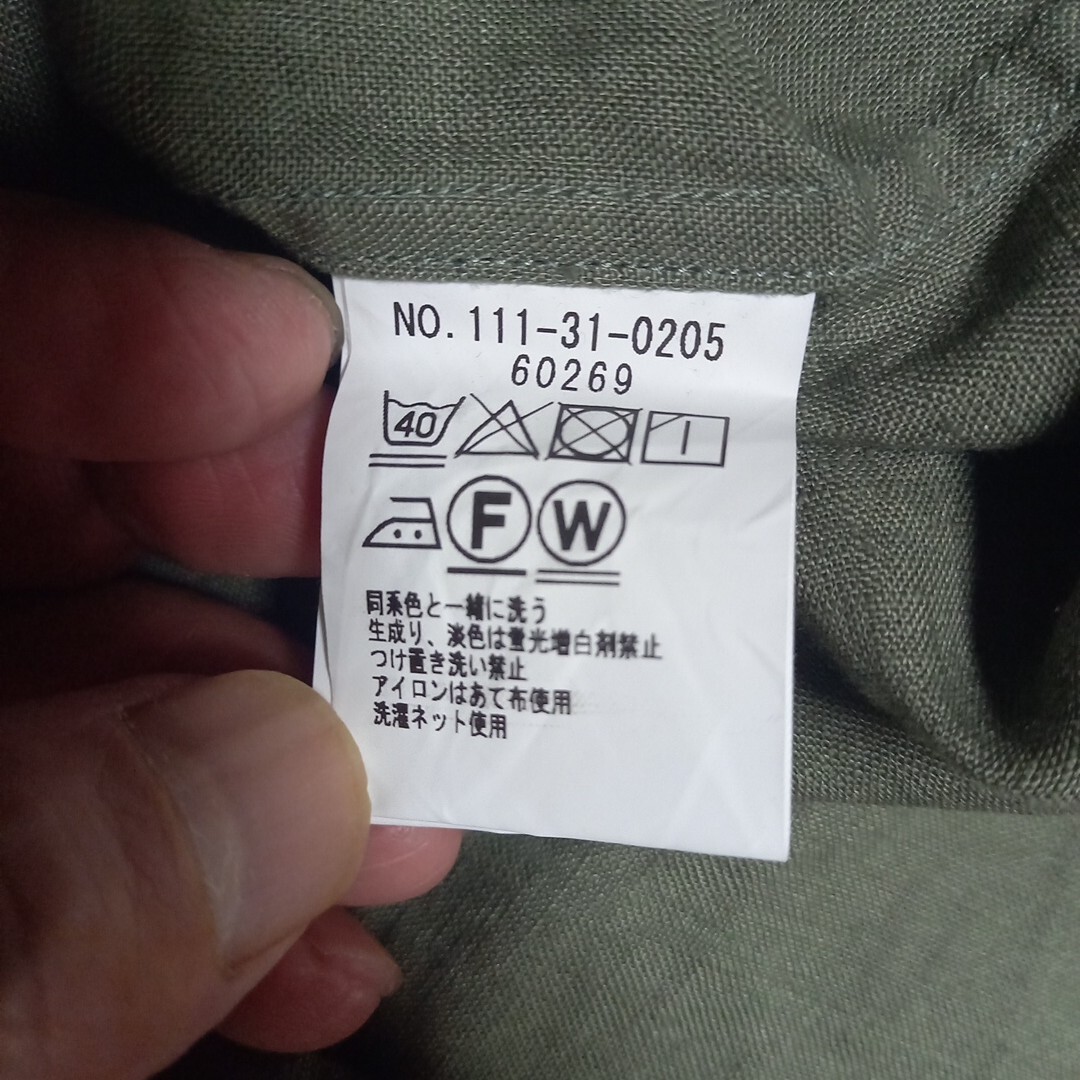 NO. 111-31-0205
60269
40
F W
同系色と一緒に洗う
生成り、淡色は蛍光増白剤禁止
つけ置き洗い禁止
アイロンはあて布使用
洗濯ネット使用